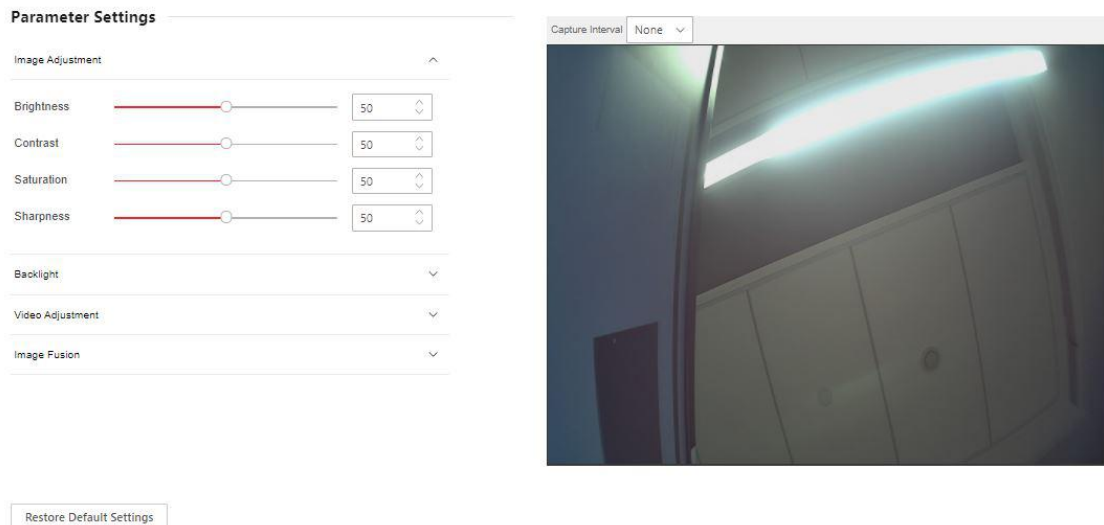 Parameter Settings
Capture Interval None
Image Adjustment
Brightness 50
Contrast 50
Saturation 50
Sharpness 50
Backlight
Video Adjustment
Image Fusion
Restore Default Settings